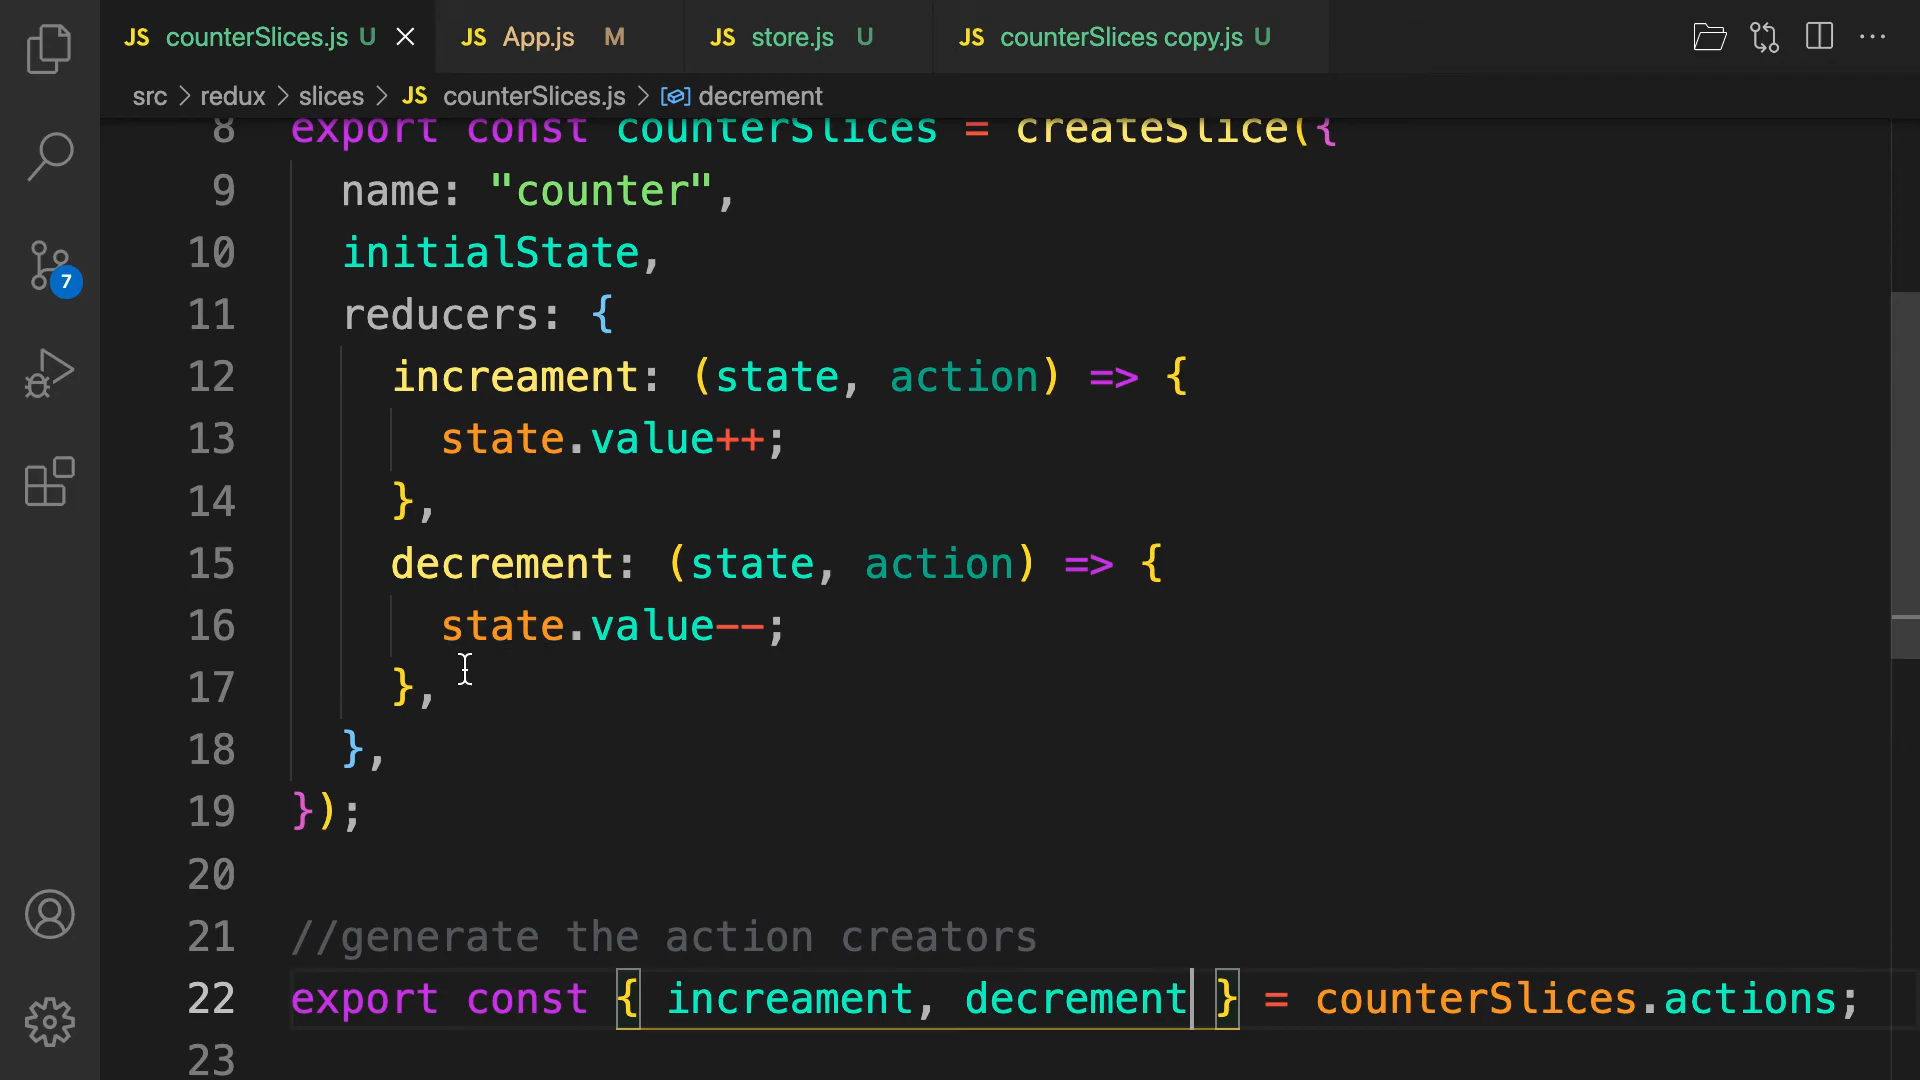 JS counterSlices.js U JS App.js M JS store.js U JS counterSlices copy.js U
src > redux > slices > JS counterSlices.js > decrement
8 export const counterSlices = createSlice({
9 name: "counter",
10 initialState,
11 reducers: {
12 increament: (state, action) => {
13 state.value++;
14 },
15 decrement: (state, action) => {
16 state.value--;
17 },
18 },
19 });
20
21 //generate the action creators
22 export const { increament, decrement } = counterSlices.actions;
23
7